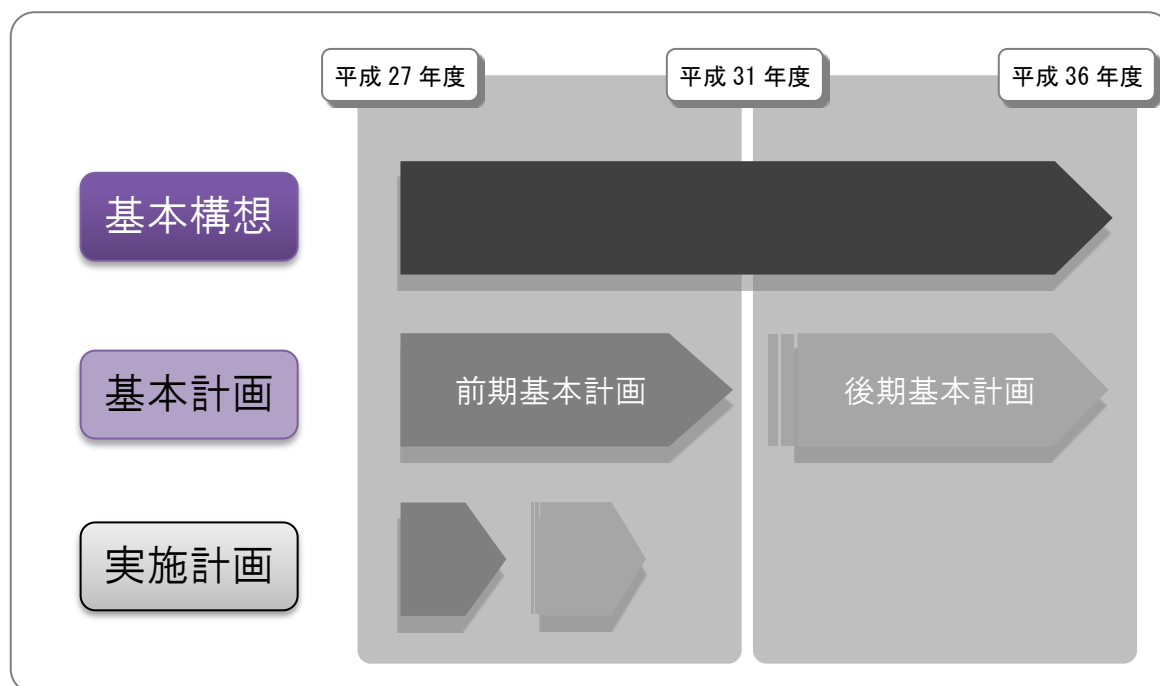 平成 27 年度
平成 31 年度
平成 36 年度
基本構想
基本計画
前期基本計画
後期基本計画
実施計画